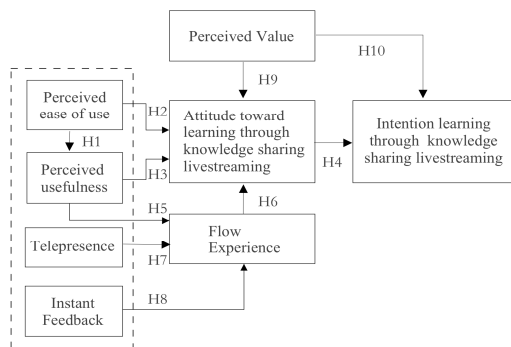 Perceived Value
H10
H9
Perceived
ease of use
H2
Attitude toward
learning through
knowledge sharing
livestreaming
Intention learning
through knowledge
sharing livestreaming
H1
H4
Perceived
usefulness
H3
H5
H6
Flow
Experience
Telepresence
H7
Instant
Feedback
H8